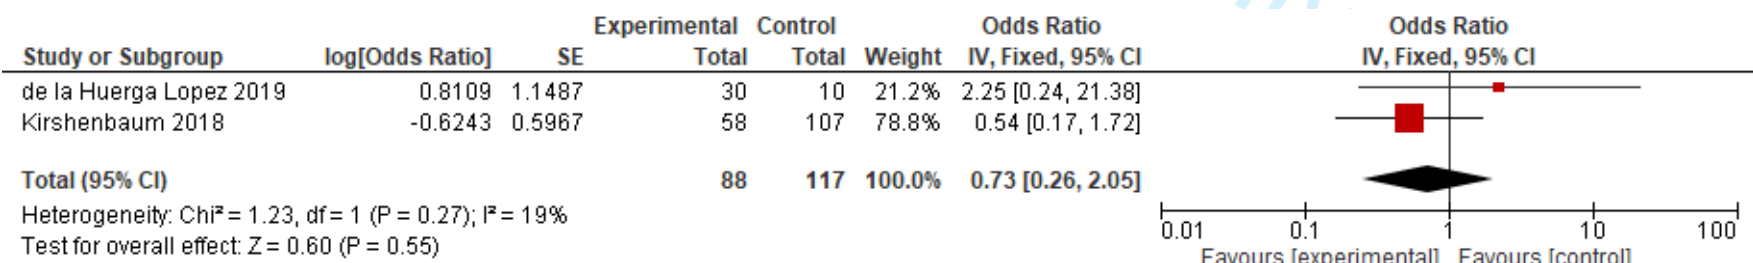 Experimental Control Odds Ratio Odds Ratio
Study or Subgroup log[Odds Ratio] SE Total Total Weight IV, Fixed, 95% CI IV, Fixed, 95% CI
de la Huerga Lopez 2019 0.8109 1.1487 30 10 21.2% 2.25 [0.24, 21.38]
Kirshenbaum 2018 -0.6243 0.5967 58 107 78.8% 0.54 [0.17, 1.72]
Total (95% CI) 88 117 100.0% 0.73 [0.26, 2.05]
Heterogeneity: Chi² = 1.23, df = 1 (P = 0.27); I² = 19%
Test for overall effect: Z = 0.60 (P = 0.55)
0.01 0.1 1 10 100
Favours [experimental] Favours [control]